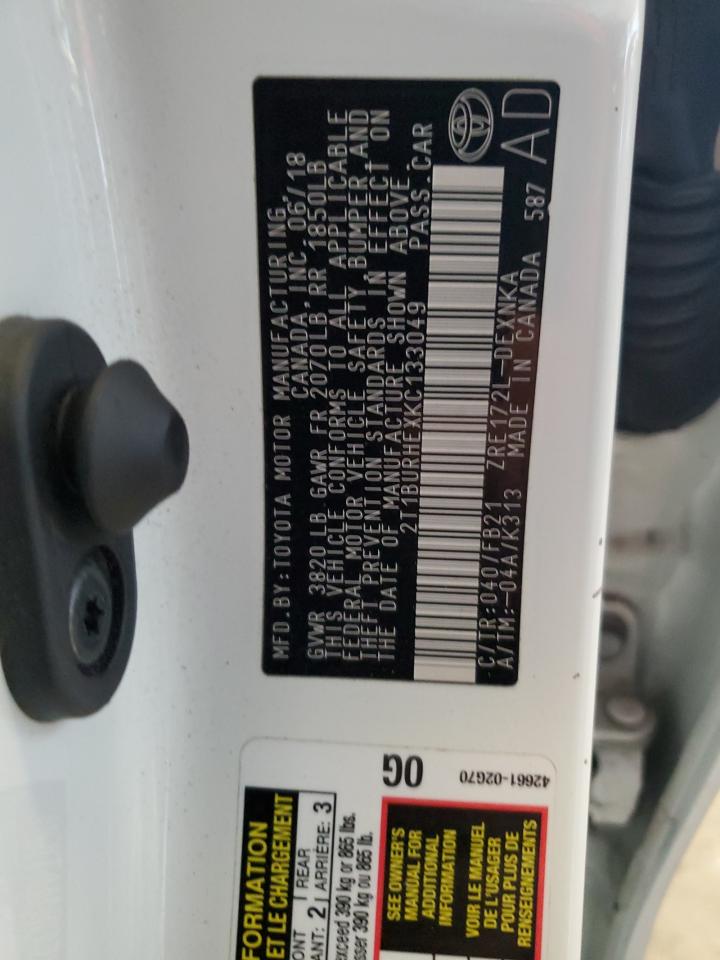 MFD.BY:TOYOTA MOTOR MANUFACTURING
CANADA, INC. 06/18
GVWR 3820 LB GAWR FR 2070LB RR 1850LB
THIS VEHICLE CONFORMS TO ALL APPLICABLE
FEDERAL MOTOR VEHICLE SAFETY, BUMPER, AND
THEFT PREVENTION STANDARDS IN EFFECT ON
THE DATE OF MANUFACTURE SHOWN ABOVE.
2T1BURHEXKC133049 PASS.CAR
C/TR:040/FB21 ZRE172L-DEXNKA
A/TM:-04A/K313 MADE IN CANADA 587
AD
OG
42661-02G70
FORMATION
ET LE CHARGEMENT
ONT
REAR
ANT: 2
ARRIÈRE: 3
exceed 390 kg or 865 lbs.
asser 390 kg ou 865 lb.
SEE OWNER'S
MANUAL FOR
ADDITIONAL
INFORMATION
VOIR LE MANUEL
DE L'USAGER
POUR PLUS DE
RENSEIGNEMENTS